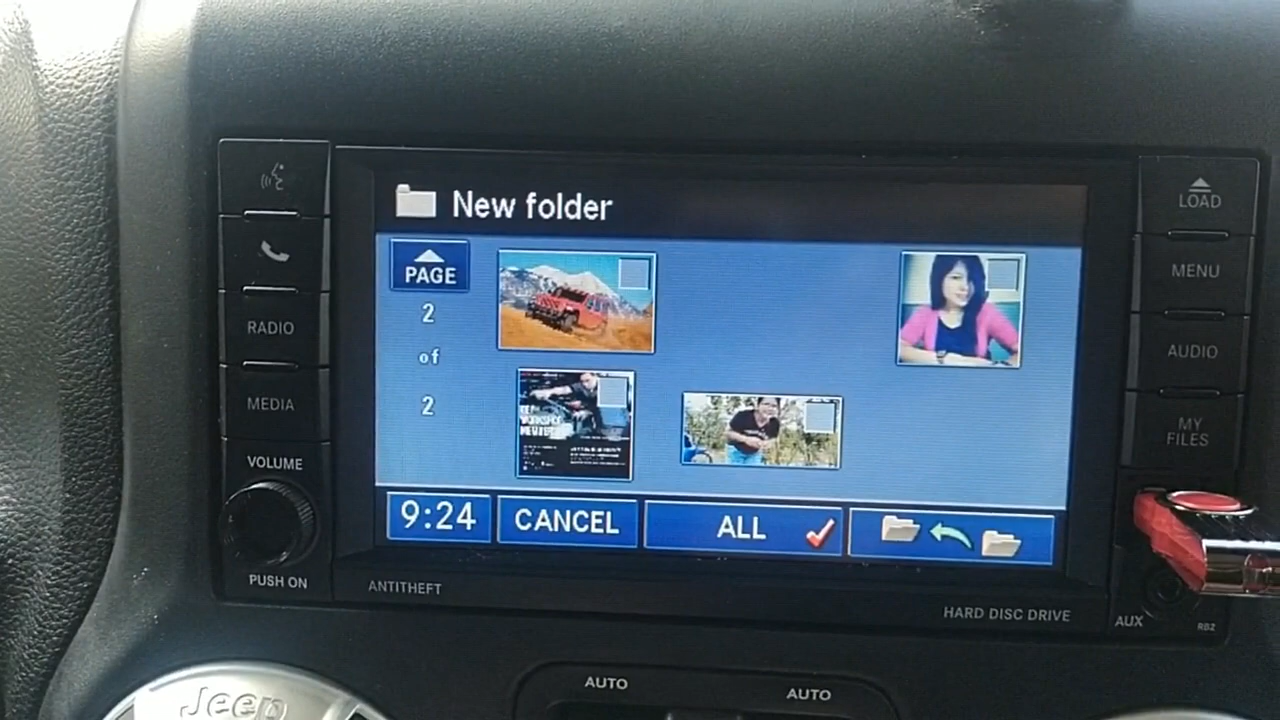 New folder
PAGE
2
of
2
9:24
CANCEL
ALL
RADIO
MEDIA
VOLUME
PUSH ON
ANTITHEFT
LOAD
MENU
AUDIO
MY
FILES
HARD DISC DRIVE
AUX
RBZ
Jeep
AUTO
AUTO